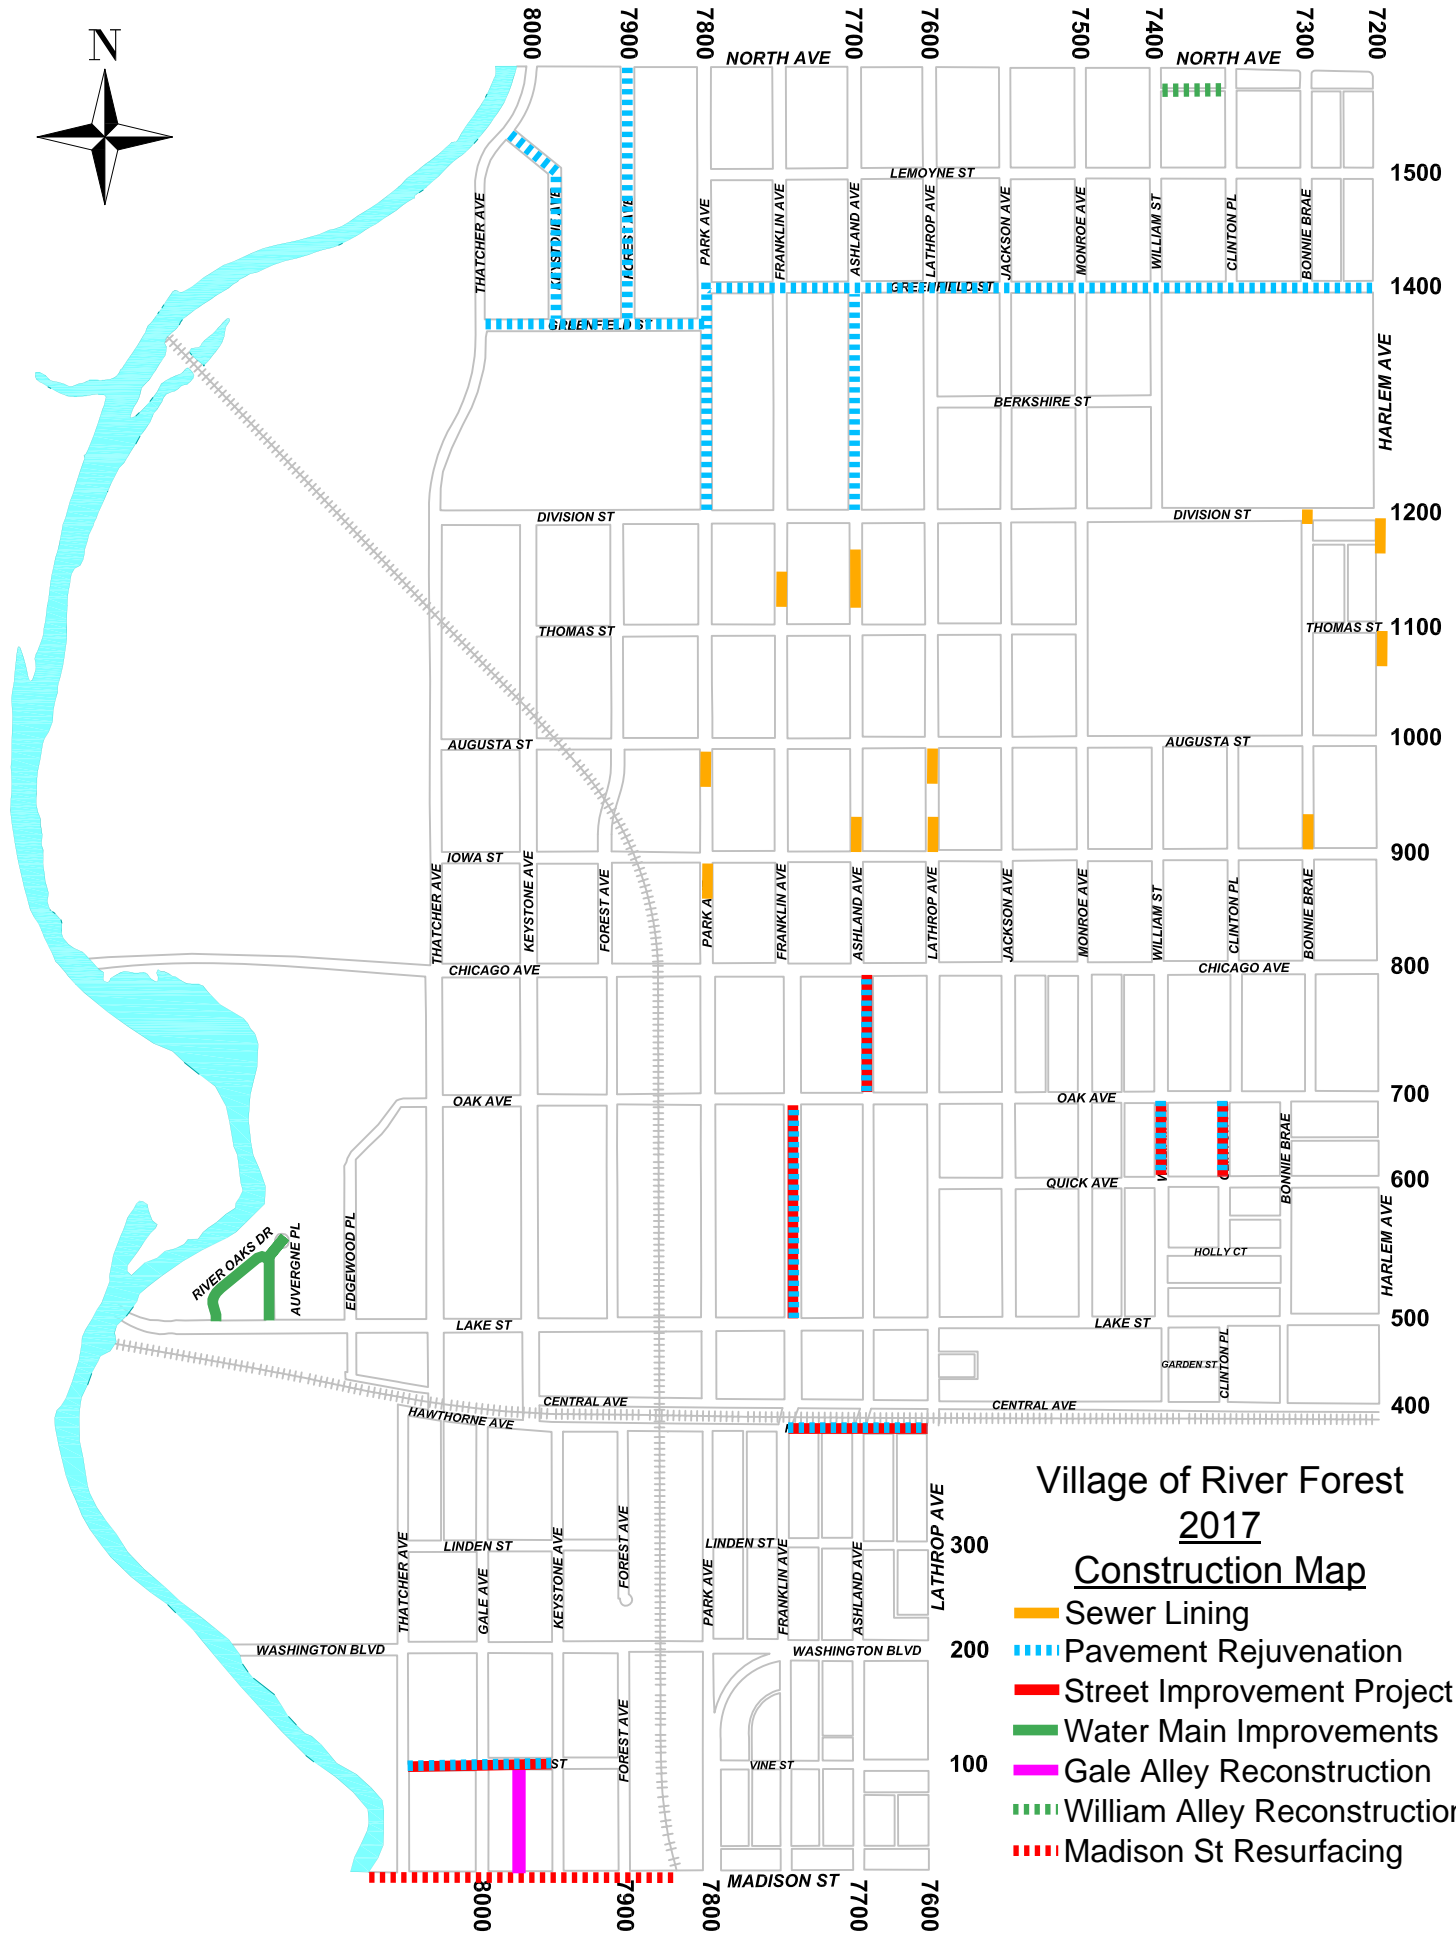 N
8000
7900
7800
7700
7600
7500
7400
7300
7200
NORTH AVE
NORTH AVE
LEMOYNE ST
1500
THATCHER AVE
KEYSTONE AVE
FOREST AVE
PARK AVE
FRANKLIN AVE
ASHLAND AVE
LATHROP AVE
JACKSON AVE
MONROE AVE
WILLIAM ST
CLINTON PL
BONNIE BRAE
GREENFIELD ST
1400
GREENFIELD ST
HARLEM AVE
BERKSHIRE ST
DIVISION ST
DIVISION ST
1200
THOMAS ST
THOMAS ST
1100
AUGUSTA ST
AUGUSTA ST
1000
IOWA ST
900
THATCHER AVE
KEYSTONE AVE
FOREST AVE
PARK A
FRANKLIN AVE
ASHLAND AVE
LATHROP AVE
JACKSON AVE
MONROE AVE
WILLIAM ST
CLINTON PL
BONNIE BRAE
CHICAGO AVE
CHICAGO AVE
800
OAK AVE
OAK AVE
700
BONNIE BRAE
QUICK AVE
600
RIVER OAKS DR
AUVERGNE PL
EDGEWOOD PL
HOLLY CT
HARLEM AVE
LAKE ST
LAKE ST
500
GARDEN ST
CLINTON PL
CENTRAL AVE
CENTRAL AVE
400
HAWTHORNE AVE
LATHROP AVE
LINDEN ST
LINDEN ST
300
THATCHER AVE
GALE AVE
KEYSTONE AVE
FOREST AVE
PARK AVE
FRANKLIN AVE
ASHLAND AVE
WASHINGTON BLVD
WASHINGTON BLVD
200
FOREST AVE
ST
VINE ST
100
MADISON ST
8000
7900
7800
7700
7600
Village of River Forest
2017
Construction Map
Sewer Lining
Pavement Rejuvenation
Street Improvement Project
Water Main Improvements
Gale Alley Reconstruction
William Alley Reconstruction
Madison St Resurfacing